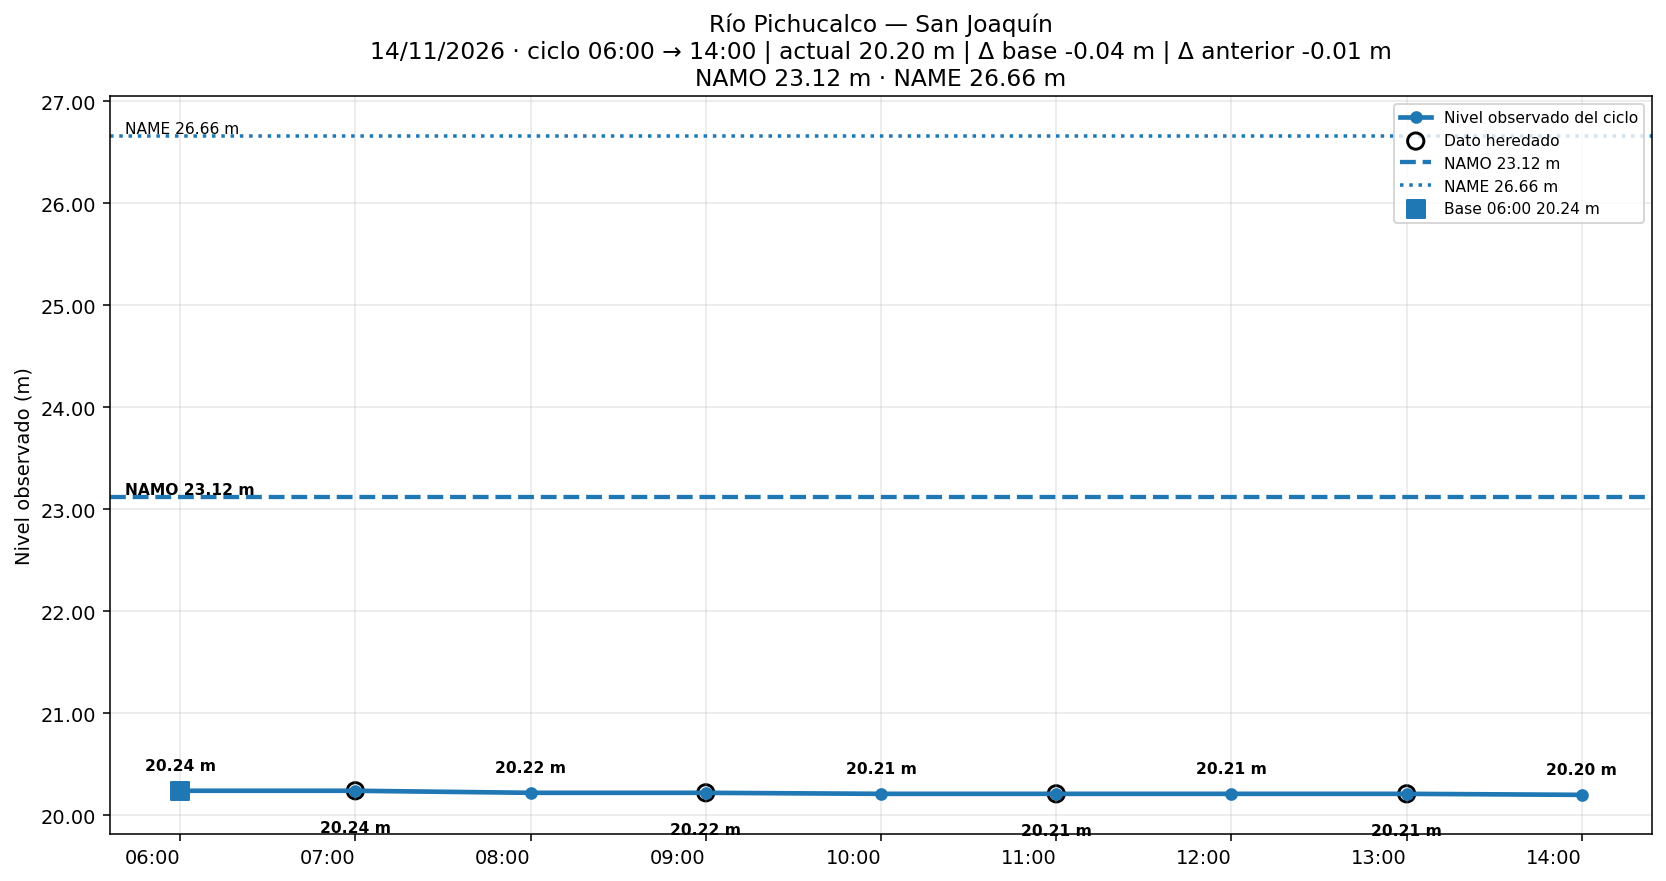 Río Pichucalco — San Joaquín
14/11/2026 · ciclo 06:00 → 14:00 | actual 20.20 m | Δ base -0.04 m | Δ anterior -0.01 m
NAMO 23.12 m · NAME 26.66 m
Nivel observado (m)
27.00
26.00
25.00
24.00
23.00
22.00
21.00
20.00
NAME 26.66 m
NAMO 23.12 m
Nivel observado del ciclo
Dato heredado
NAMO 23.12 m
NAME 26.66 m
Base 06:00 20.24 m
20.24 m
20.24 m
20.22 m
20.22 m
20.21 m
20.21 m
20.21 m
20.21 m
20.20 m
06:00
07:00
08:00
09:00
10:00
11:00
12:00
13:00
14:00